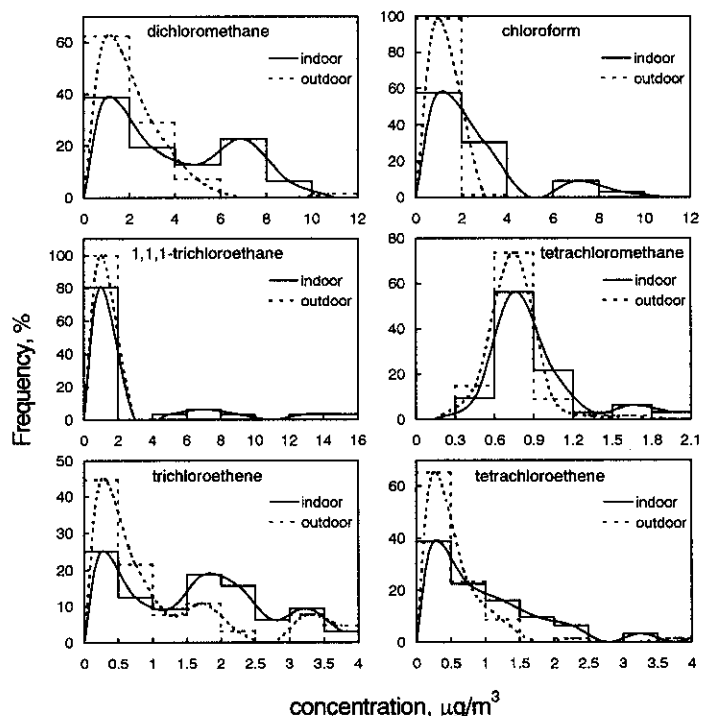 dichloromethane
indoor
outdoor
60
40
20
0
0 2 4 6 8 10 12
chloroform
indoor
outdoor
100
80
60
40
20
0
0 2 4 6 8 10 12
1,1,1-trichloroethane
indoor
outdoor
100
80
60
40
20
0
0 2 4 6 8 10 12 14 16
tetrachloromethane
indoor
outdoor
80
60
40
20
0
0 0.3 0.6 0.9 1.2 1.5 1.8 2.1
trichloroethene
indoor
outdoor
50
40
30
20
10
0
0 0.5 1 1.5 2 2.5 3 3.5 4
tetrachloroethene
indoor
outdoor
60
40
20
0
0 0.5 1 1.5 2 2.5 3 3.5 4
Frequency, %
concentration, μg/m³